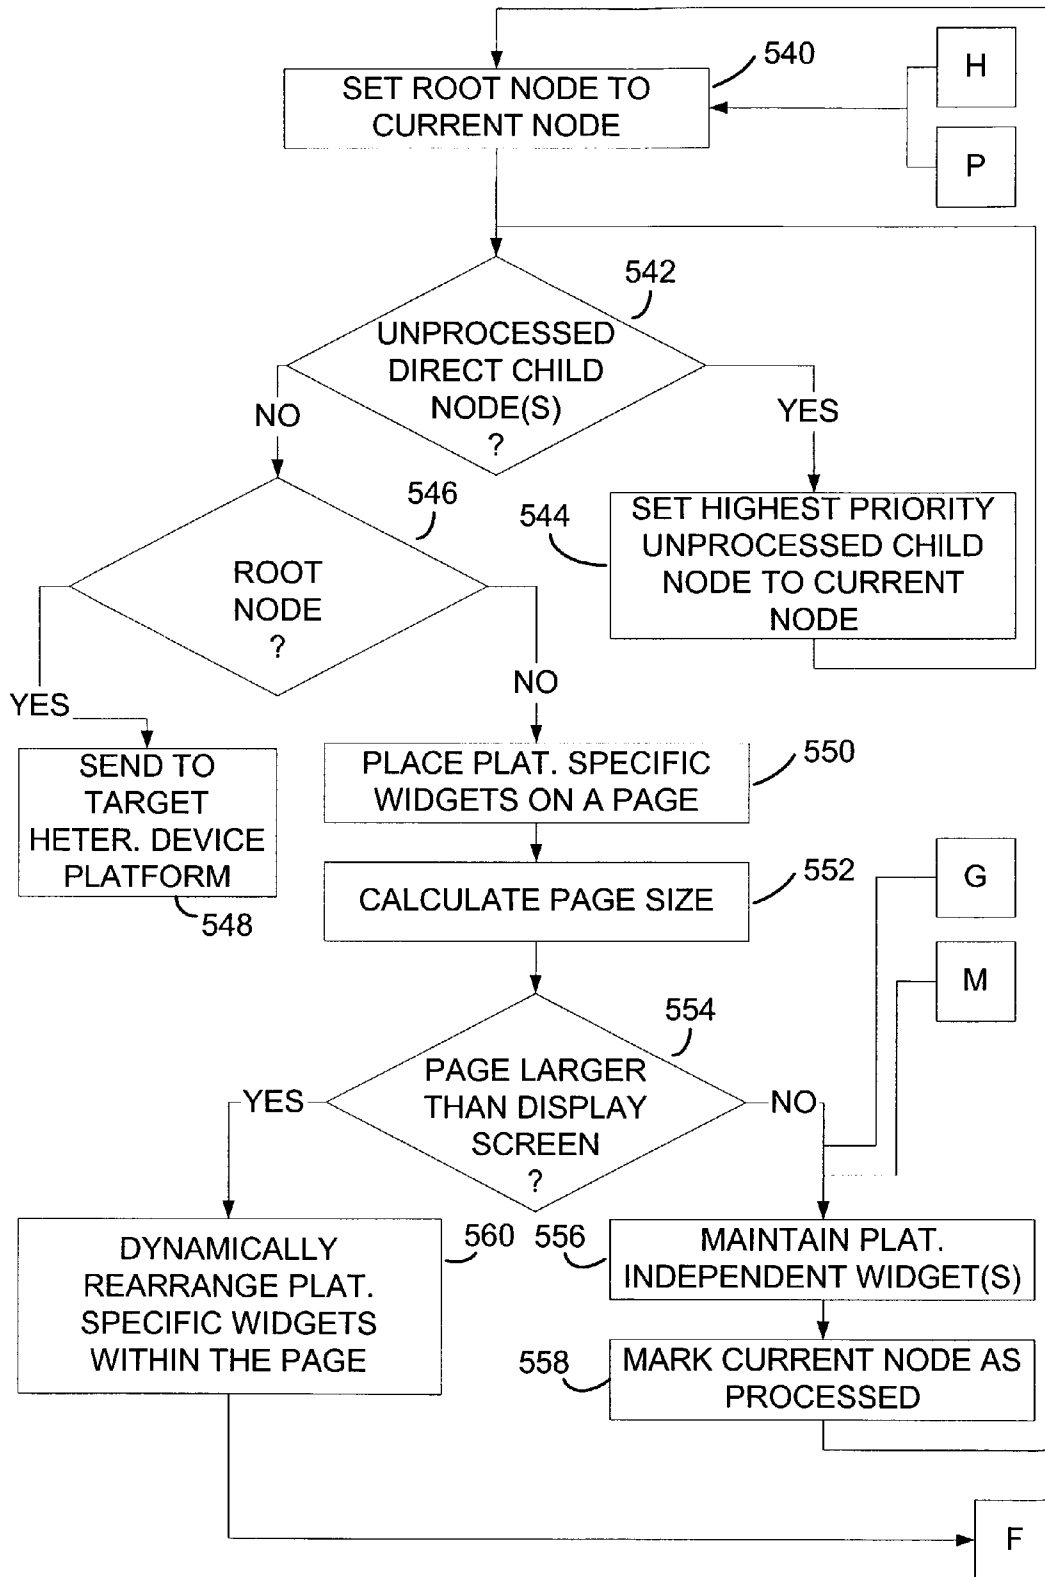 540
SET ROOT NODE TO
CURRENT NODE
H
P
542
UNPROCESSED
DIRECT CHILD
NODE(S)
?
NO
YES
546
544
SET HIGHEST PRIORITY
UNPROCESSED CHILD
NODE TO CURRENT
NODE
ROOT
NODE
?
YES
NO
SEND TO
TARGET
HETER. DEVICE
PLATFORM
548
550
PLACE PLAT. SPECIFIC
WIDGETS ON A PAGE
552
CALCULATE PAGE SIZE
G
M
554
PAGE LARGER
THAN DISPLAY
SCREEN
?
YES
NO
560
DYNAMICALLY
REARRANGE PLAT.
SPECIFIC WIDGETS
WITHIN THE PAGE
556
MAINTAIN PLAT.
INDEPENDENT WIDGET(S)
558
MARK CURRENT NODE AS
PROCESSED
F